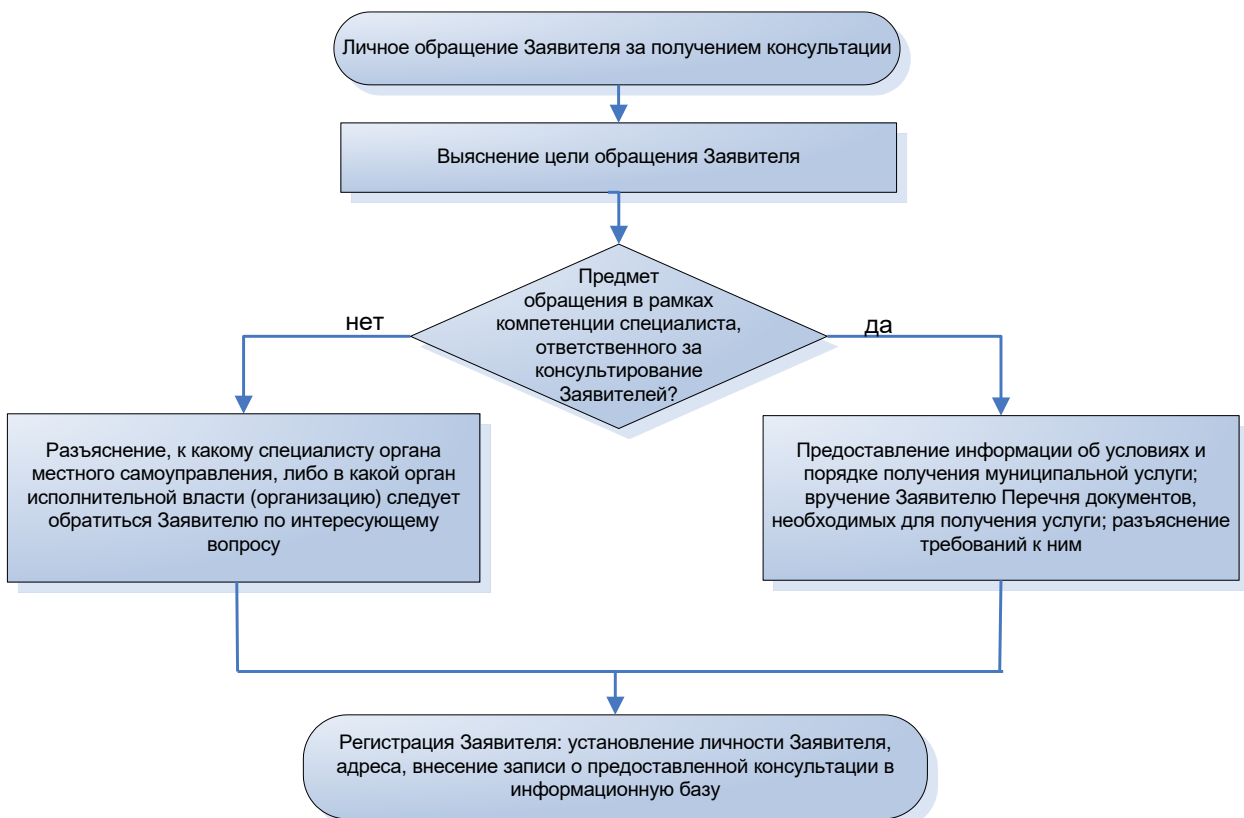 Личное обращение Заявителя за получением консультации
Выяснение цели обращения Заявителя
Предмет
обращения в рамках
компетенции специалиста,
ответственного за
консультирование
Заявителей?
нет
да
Разъяснение, к какому специалисту органа
местного самоуправления, либо в какой орган
исполнительной власти (организацию) следует
обратиться Заявителю по интересующему
вопросу
Предоставление информации об условиях и
порядке получения муниципальной услуги;
вручение Заявителю Перечня документов,
необходимых для получения услуги; разъяснение
требований к ним
Регистрация Заявителя: установление личности Заявителя,
адреса, внесение записи о предоставленной консультации в
информационную базу